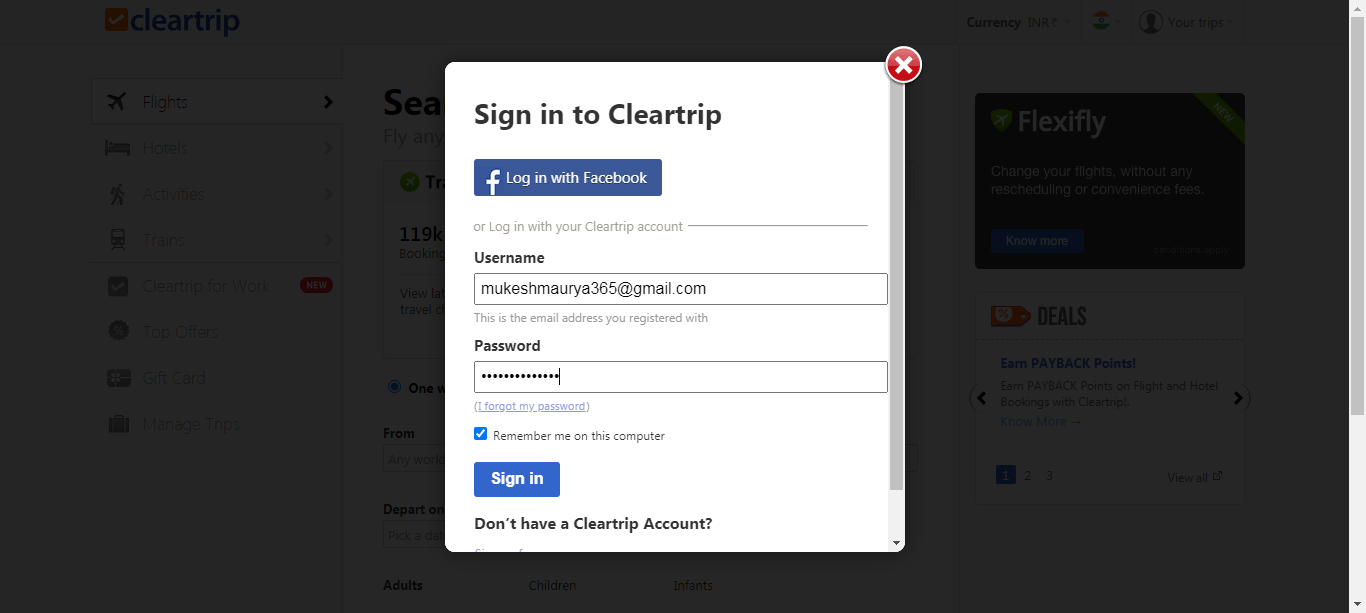 cleartrip
Currency INR ₹
Your trips
Flights
Hotels
Activities
Trains
Cleartrip for Work NEW
Top Offers
Gift Card
Manage Trips
Sea
Fly any
Tr
119k
Booking
View lat
travel c
One w
From
Any world
Depart on
Pick a dat
Adults Children Infants
Sign in to Cleartrip
f Log in with Facebook
or Log in with your Cleartrip account
Username
mukeshmaurya365@gmail.com
This is the email address you registered with
Password
••••••••••••••
(I forgot my password)
Remember me on this computer
Sign in
Don’t have a Cleartrip Account?
NEW
Flexifly
Change your flights, without any
rescheduling or convenience fees.
Know more
conditions apply
% DEALS
Earn PAYBACK Points!
Earn PAYBACK Points on Flight and Hotel
Bookings with Cleartrip!.
Know More →
1 2 3
View all